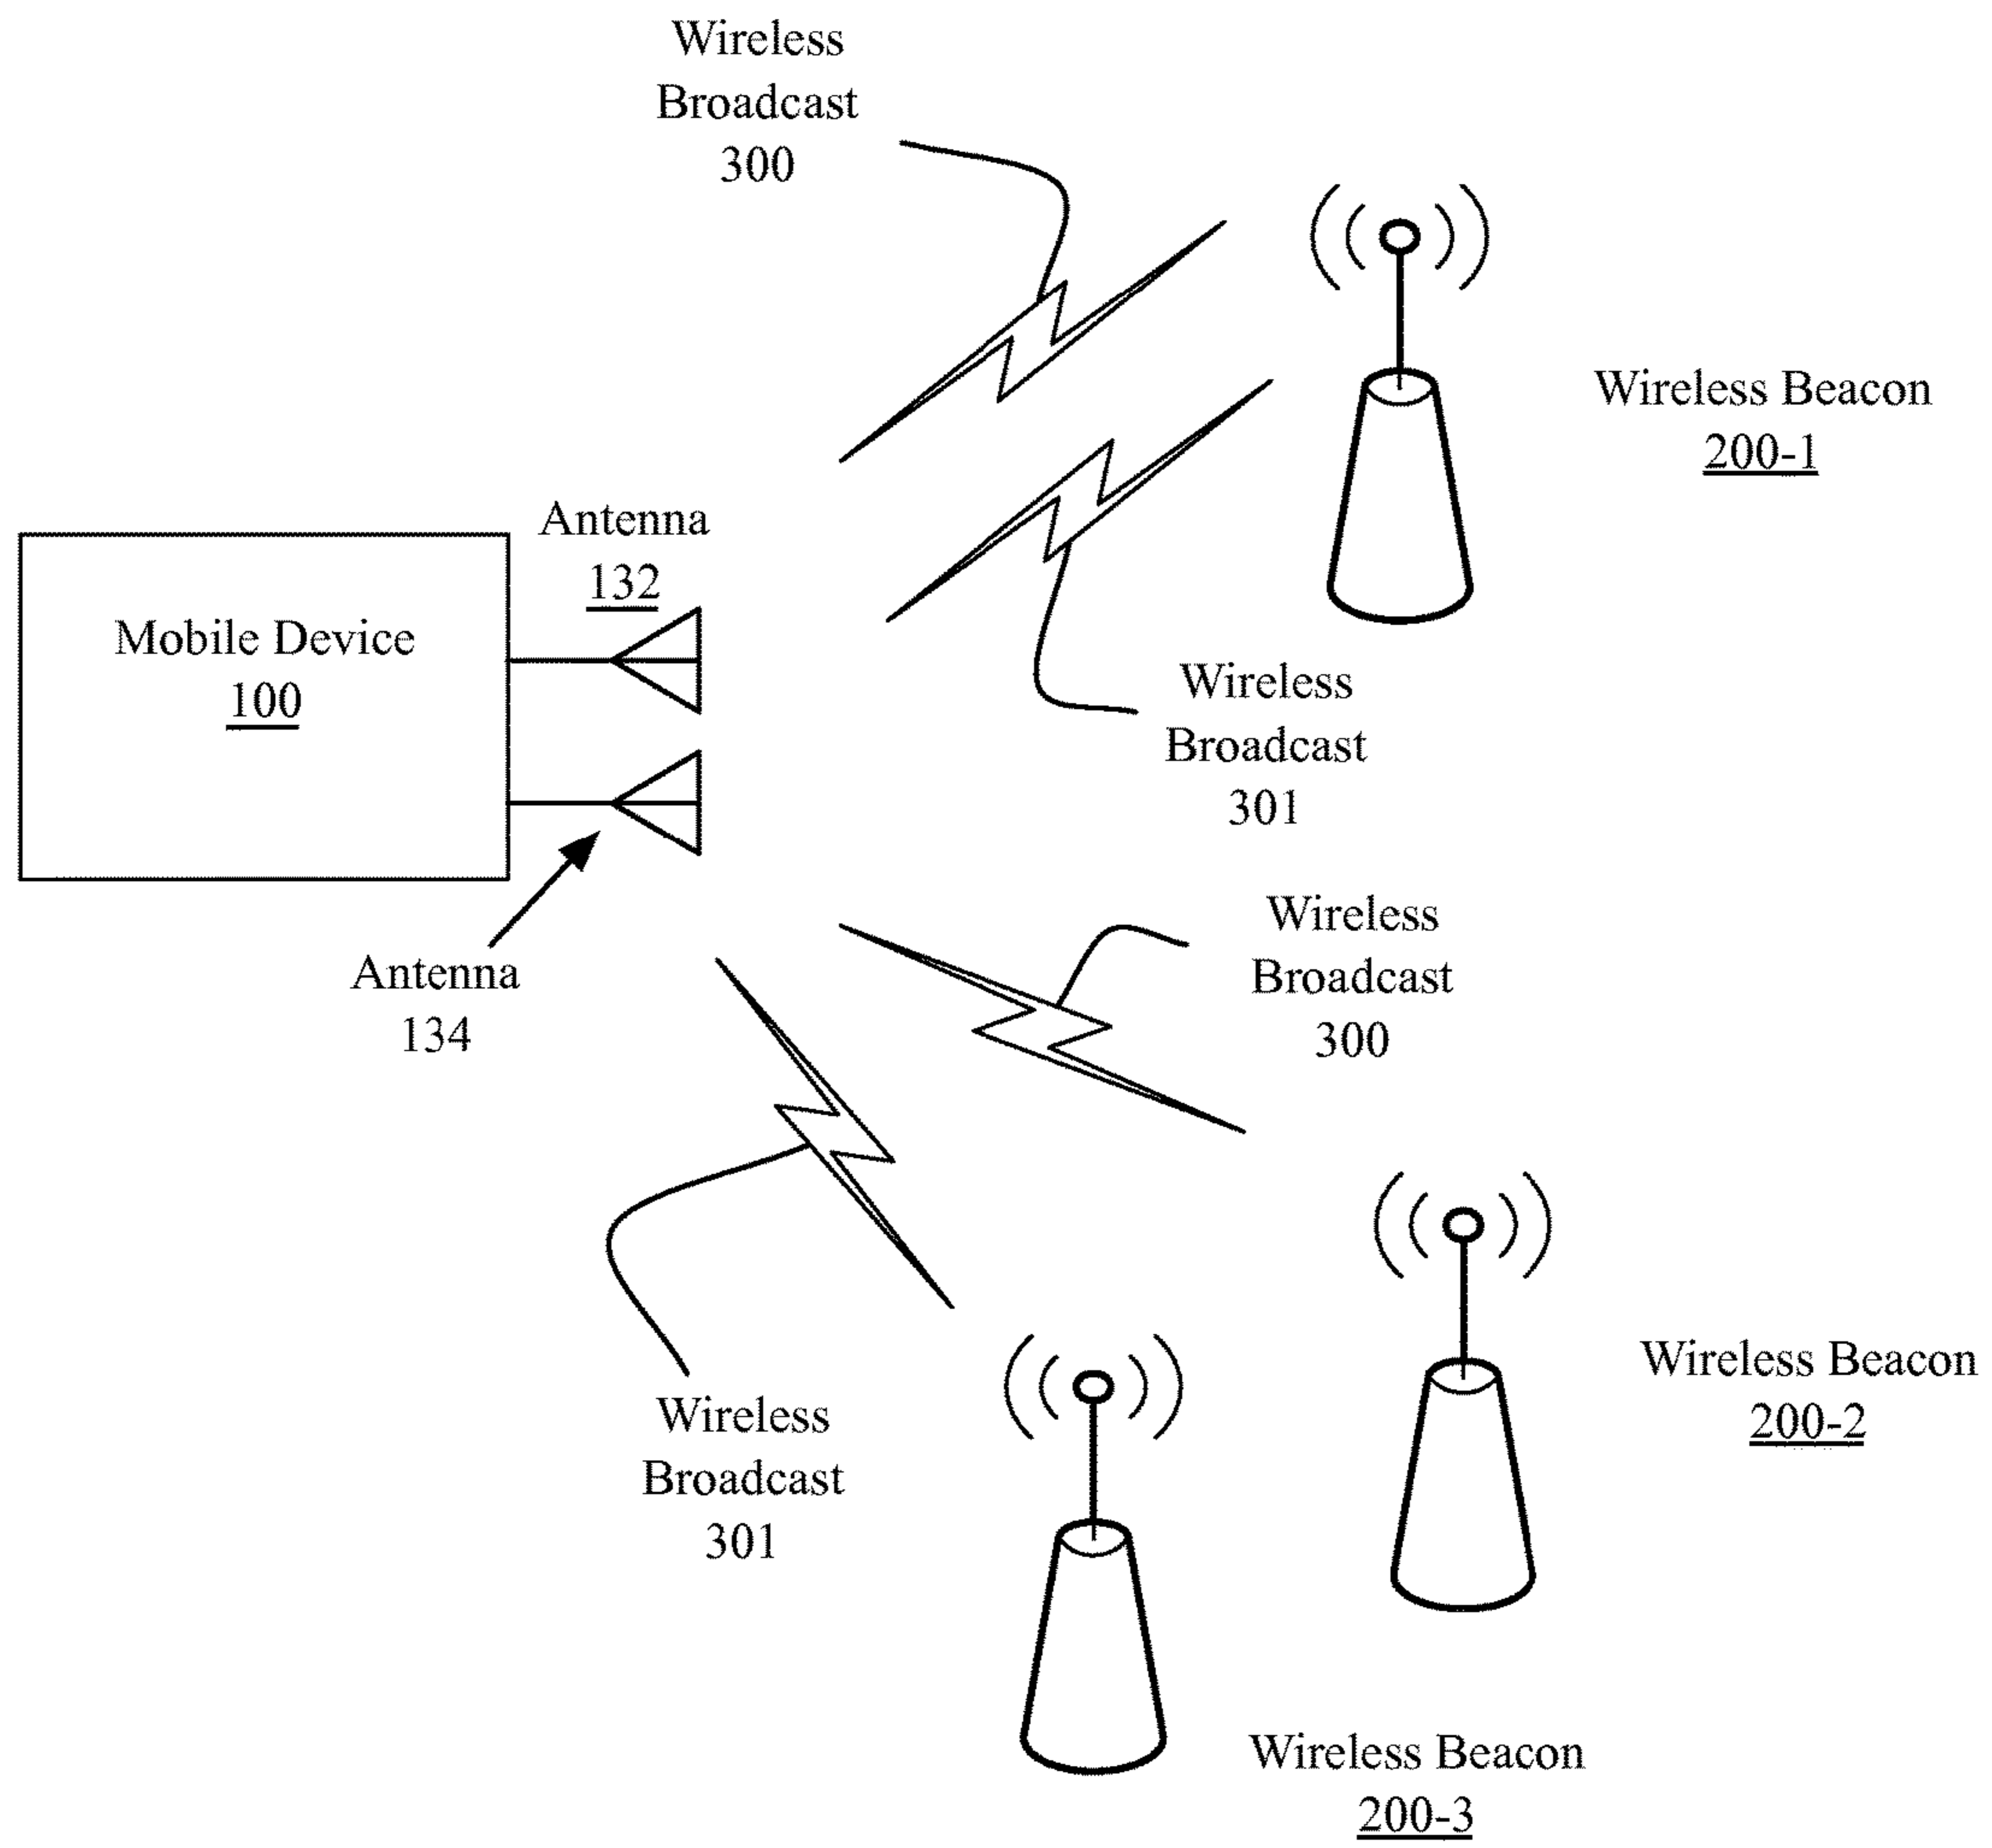 Wireless
Broadcast
300
Wireless Beacon
200-1
Antenna
132
Mobile Device
100
Wireless
Broadcast
301
Antenna
134
Wireless
Broadcast
300
Wireless Beacon
200-2
Wireless
Broadcast
301
Wireless Beacon
200-3